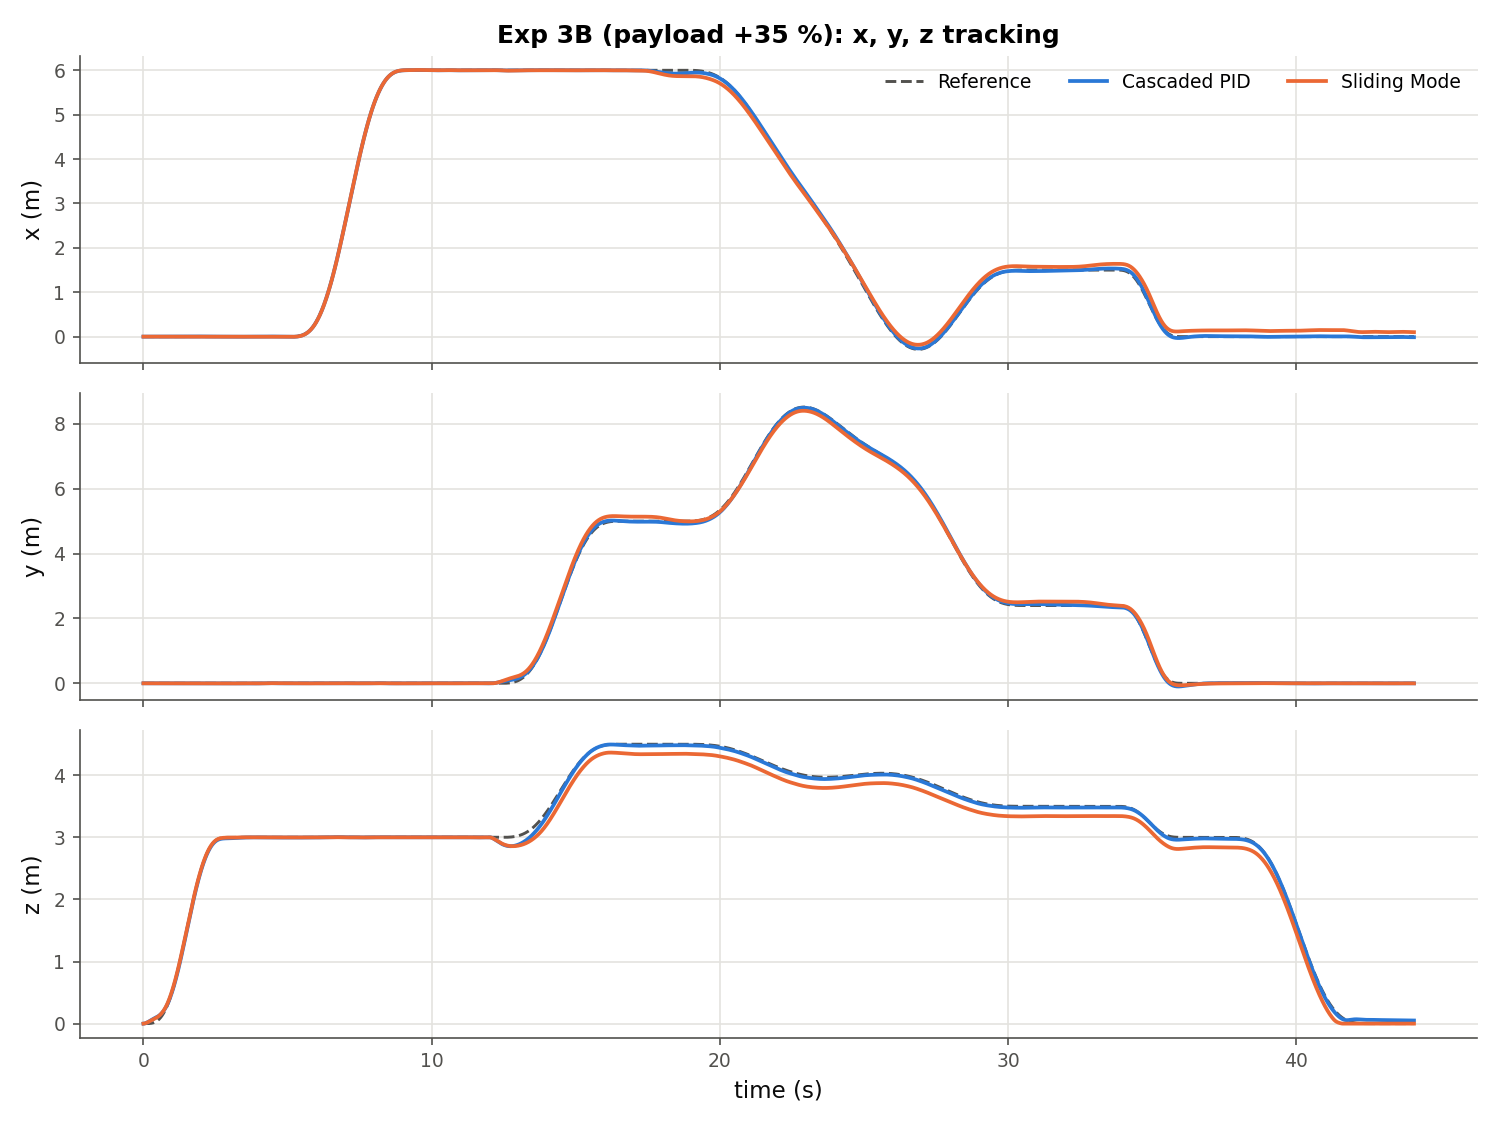 Exp 3B (payload +35 %): x, y, z tracking
Reference Cascaded PID Sliding Mode
6
5
4
3
2
1
0
x (m)
8
6
4
2
0
y (m)
4
3
2
1
0
z (m)
0 10 20 30 40
time (s)